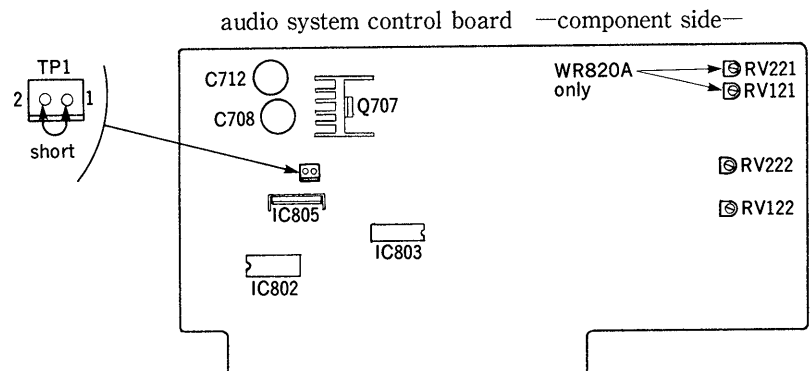 audio system control board —component side—
TP1
2 1
short
C712
C708
Q707
WR820A
only
RV221
RV121
RV222
RV122
IC805
IC803
IC802